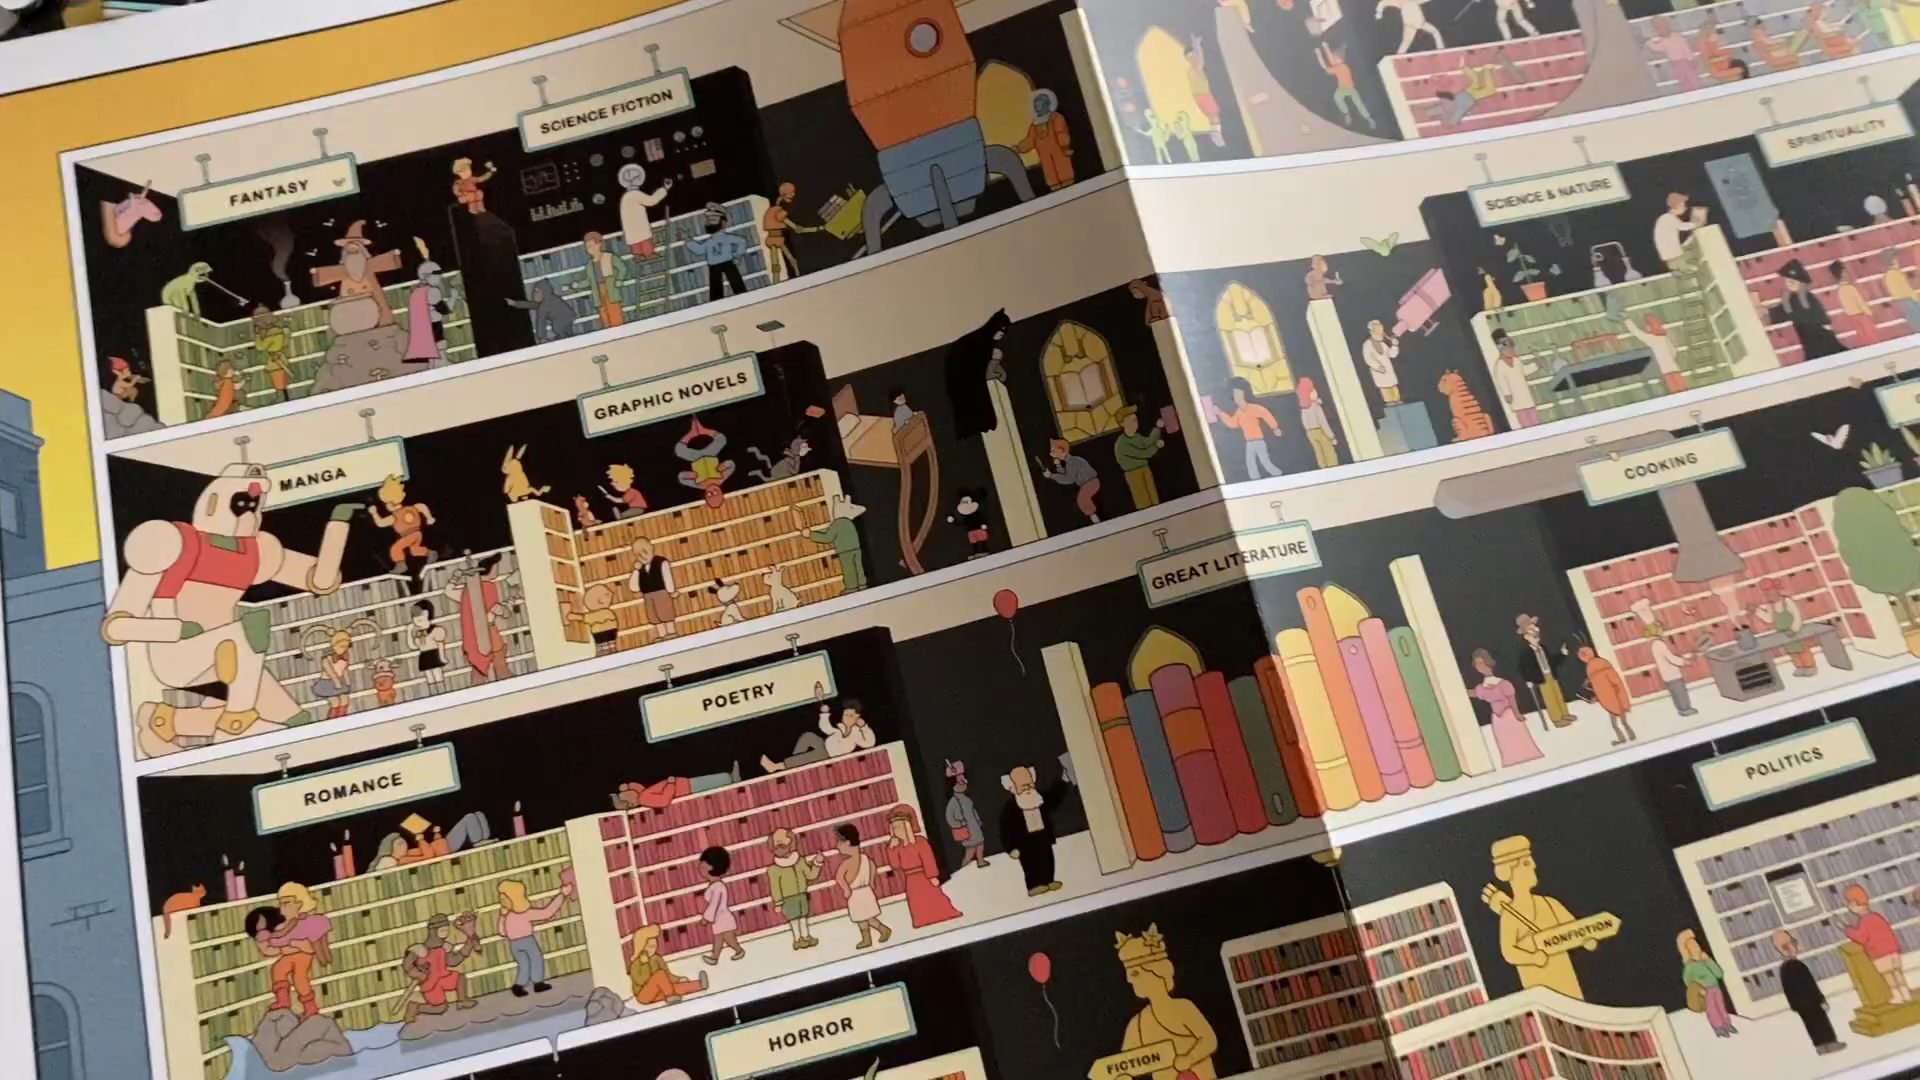 SCIENCE FICTION
FANTASY
SPIRITUALITY
SCIENCE & NATURE
GRAPHIC NOVELS
MANGA
COOKING
GREAT LITERATURE
POETRY
ROMANCE
POLITICS
NONFICTION
HORROR
FICTION